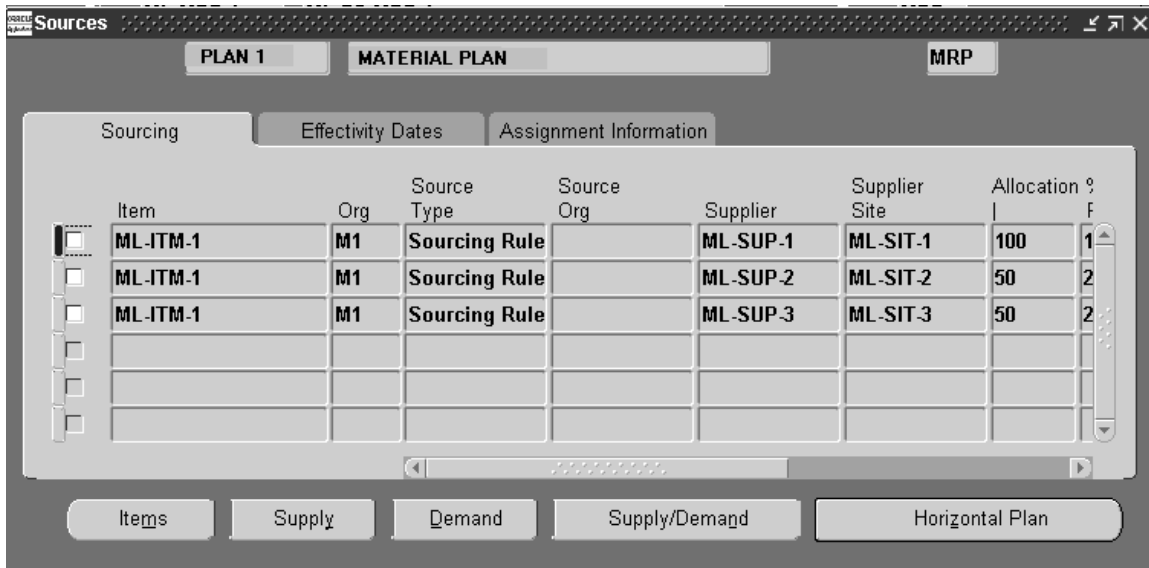 Sources
PLAN 1 MATERIAL PLAN MRP
Sourcing Effectivity Dates Assignment Information
Source Source Supplier Allocation %
Item Org Type Org Supplier Site |
ML-ITM-1 M1 Sourcing Rule ML-SUP-1 ML-SIT-1 100 1
ML-ITM-1 M1 Sourcing Rule ML-SUP-2 ML-SIT-2 50 2
ML-ITM-1 M1 Sourcing Rule ML-SUP-3 ML-SIT-3 50 2
Items Supply Demand Supply/Demand Horizontal Plan